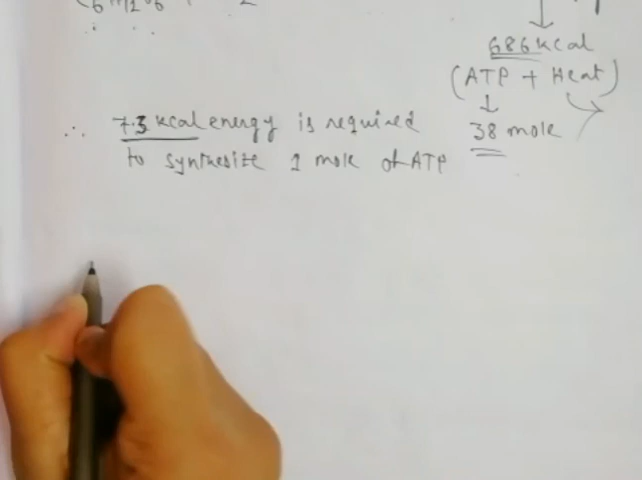 686 kcal
(ATP + Heat)
∴ 7.3 kcal energy is required
38 mole
to synthesize 1 mole of ATP